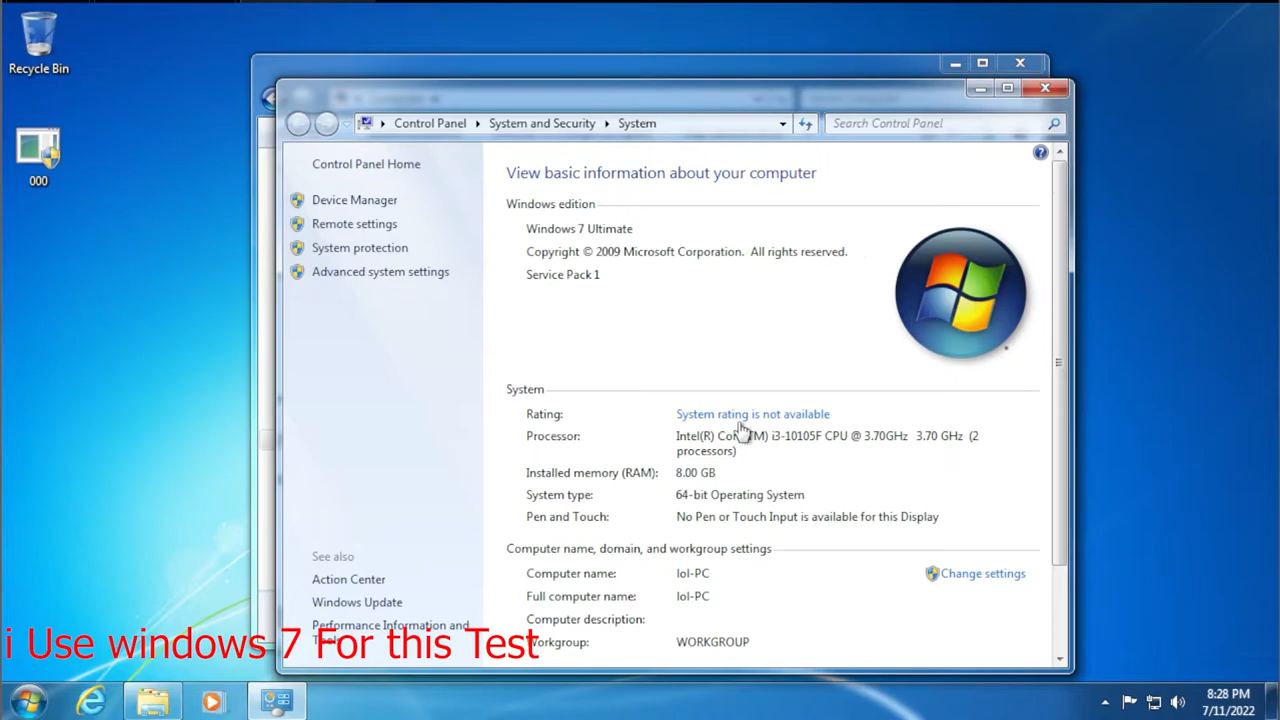 Recycle Bin
000
Control Panel ▸ System and Security ▸ System
Search Control Panel
Control Panel Home
Device Manager
Remote settings
System protection
Advanced system settings
See also
Action Center
Windows Update
Performance Information and
View basic information about your computer
Windows edition
Windows 7 Ultimate
Copyright © 2009 Microsoft Corporation. All rights reserved.
Service Pack 1
System
Rating: System rating is not available
Processor: Intel(R) Core(TM) i3-10105F CPU @ 3.70GHz 3.70 GHz (2
processors)
Installed memory (RAM): 8.00 GB
System type: 64-bit Operating System
Pen and Touch: No Pen or Touch Input is available for this Display
Computer name, domain, and workgroup settings
Computer name: lol-PC
Change settings
Full computer name: lol-PC
Computer description:
Workgroup: WORKGROUP
i Use windows 7 For this Test
8:28 PM
7/11/2022